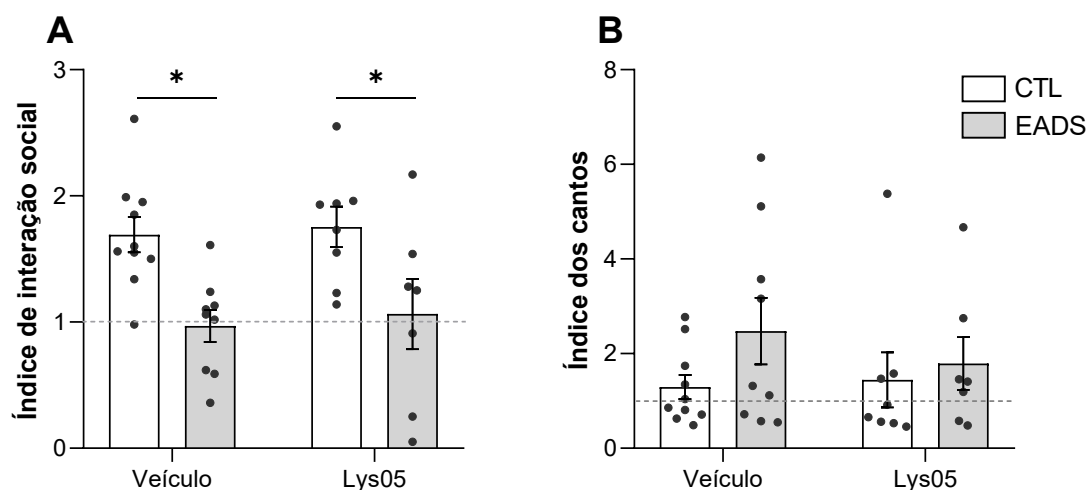 A
Índice de interação social
3
2
1
0
*
*
Veículo
Lys05
B
Índice dos cantos
8
6
4
2
0
CTL
EADS
Veículo
Lys05